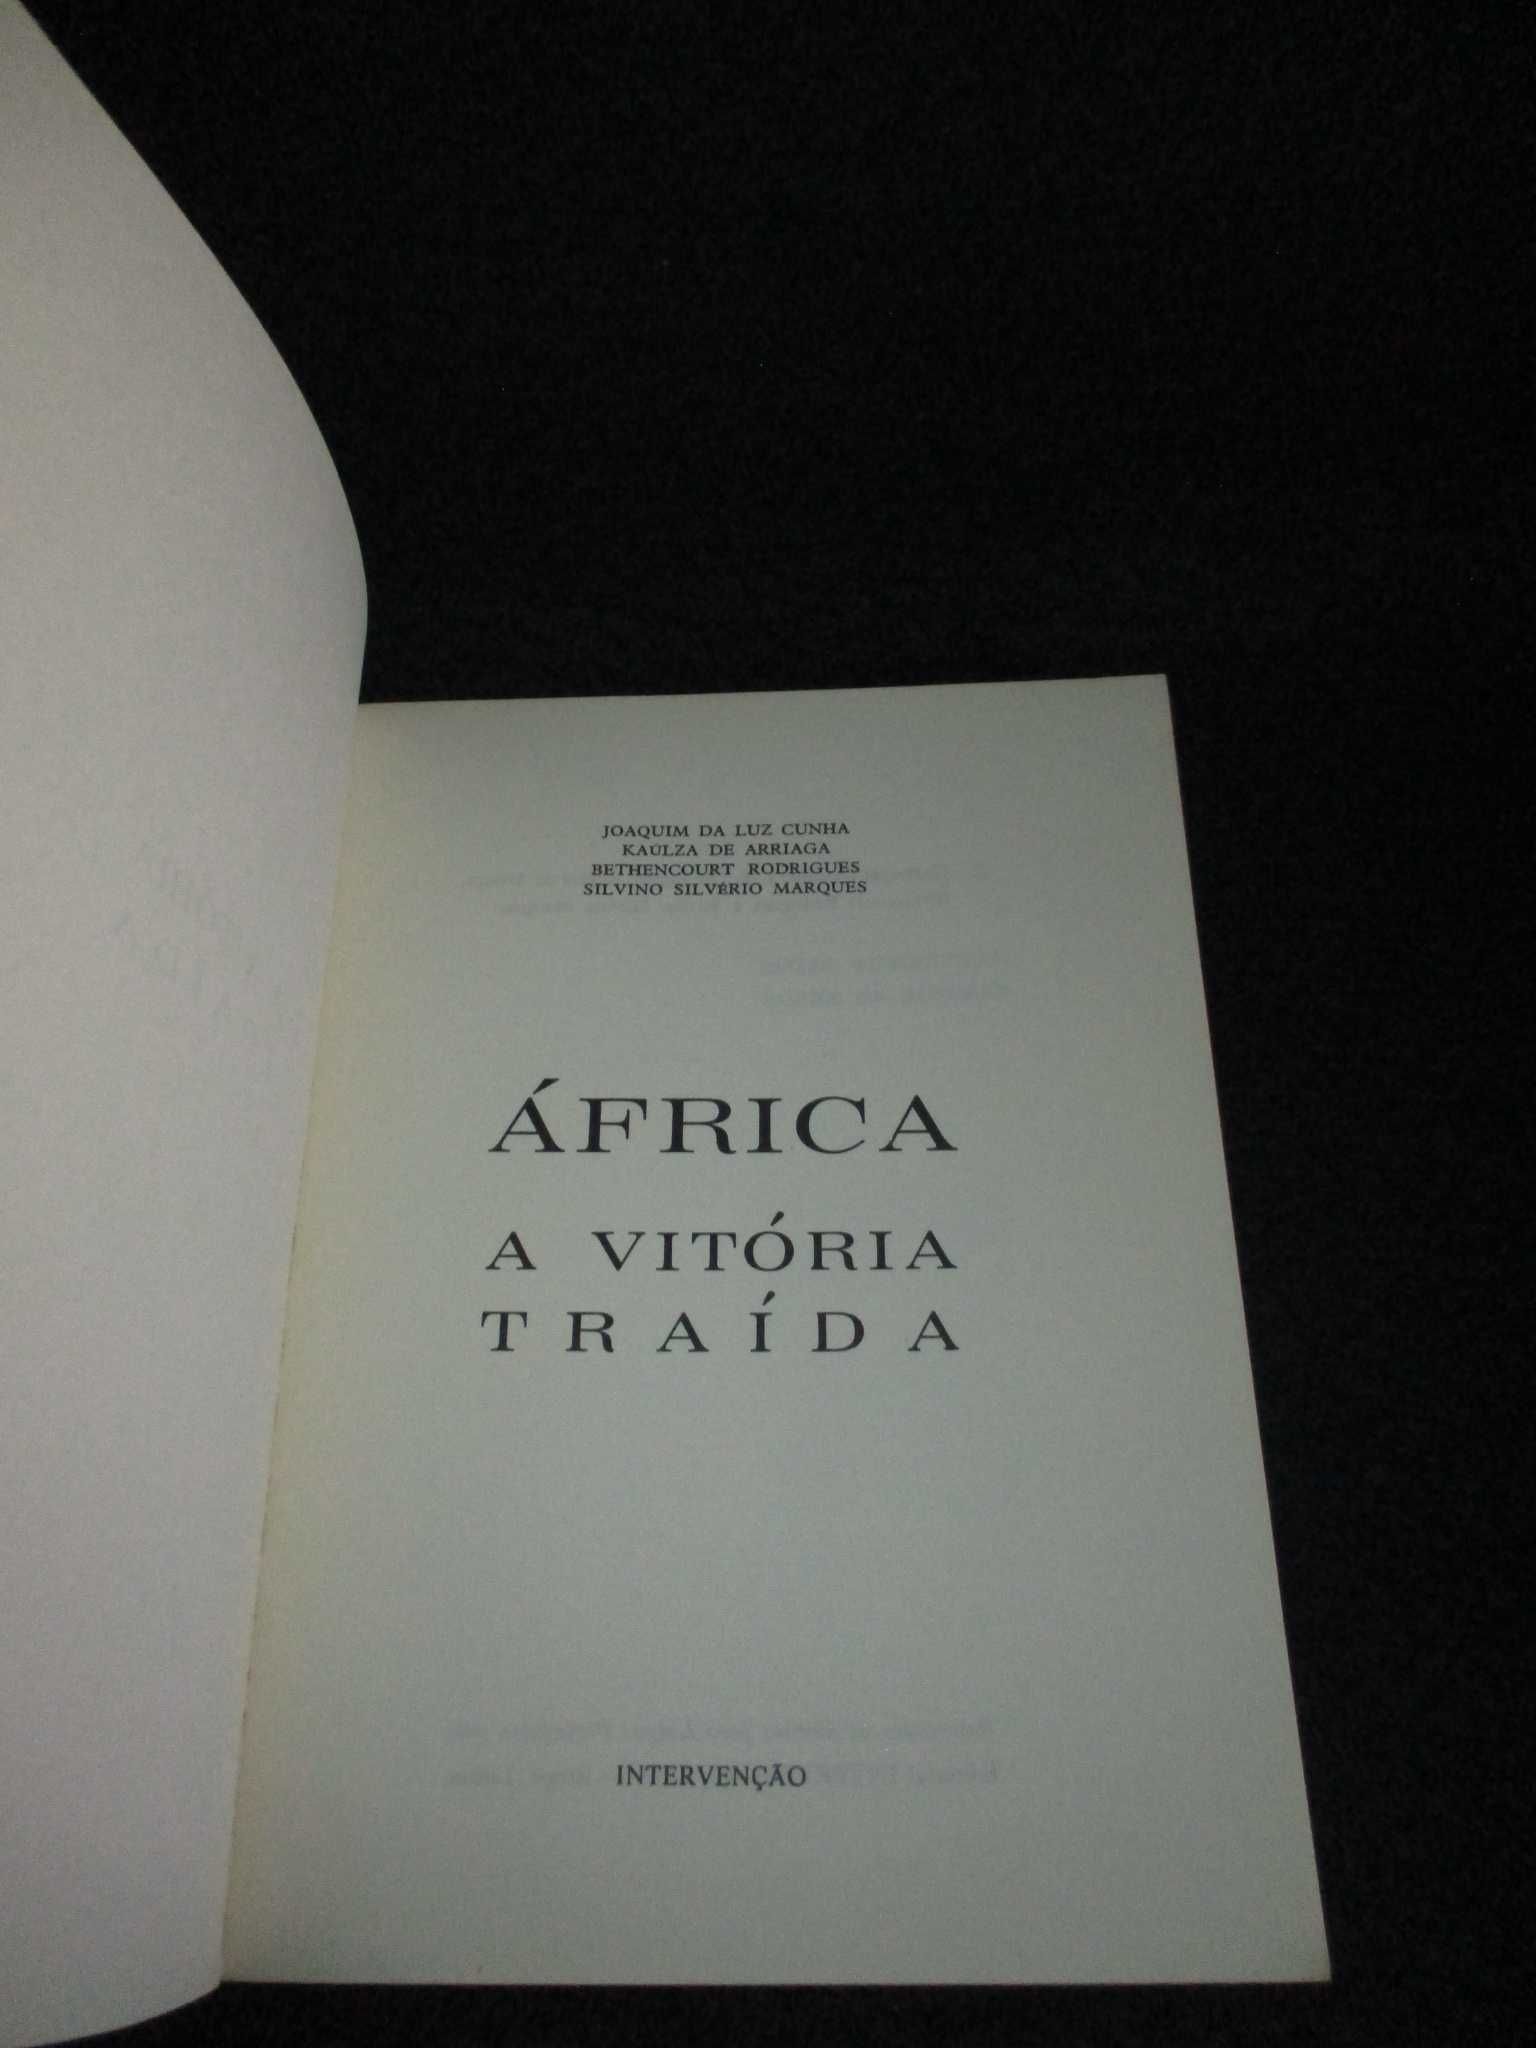 JOAQUIM DA LUZ CUNHA
KAÚLZA DE ARRIAGA
BETHENCOURT RODRIGUES
SILVINO SILVÉRIO MARQUES
ÁFRICA
A VITÓRIA
TRAÍDA
INTERVENÇÃO